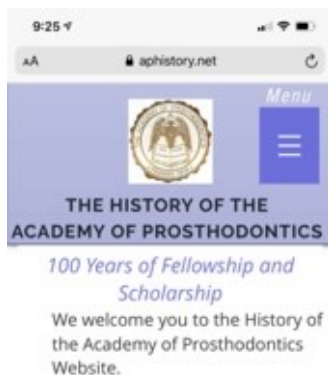 9:25
AA aphistory.net
Menu
THE HISTORY OF THE
ACADEMY OF PROSTHODONTICS
100 Years of Fellowship and
Scholarship
We welcome you to the History of
the Academy of Prosthodontics
Website.